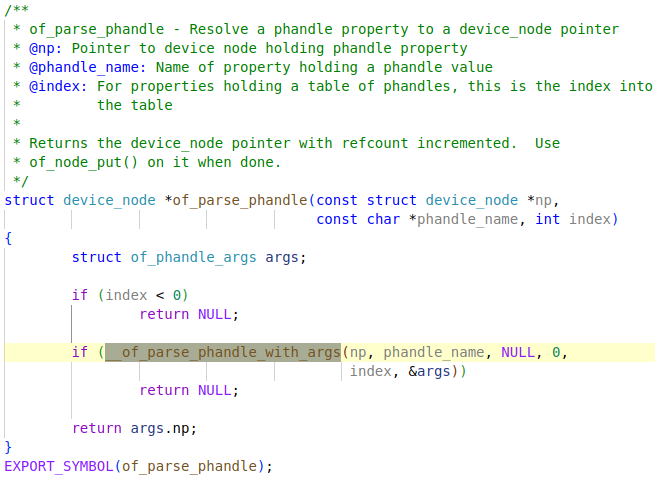 /**
 * of_parse_phandle - Resolve a phandle property to a device_node pointer
 * @np: Pointer to device node holding phandle property
 * @phandle_name: Name of property holding a phandle value
 * @index: For properties holding a table of phandles, this is the index into
 *         the table
 *
 * Returns the device_node pointer with refcount incremented.  Use
 * of_node_put() on it when done.
 */
struct device_node *of_parse_phandle(const struct device_node *np,
                                     const char *phandle_name, int index)
{
        struct of_phandle_args args;

        if (index < 0)
                return NULL;

        if (__of_parse_phandle_with_args(np, phandle_name, NULL, 0,
                                         index, &args))
                return NULL;

        return args.np;
}
EXPORT_SYMBOL(of_parse_phandle);